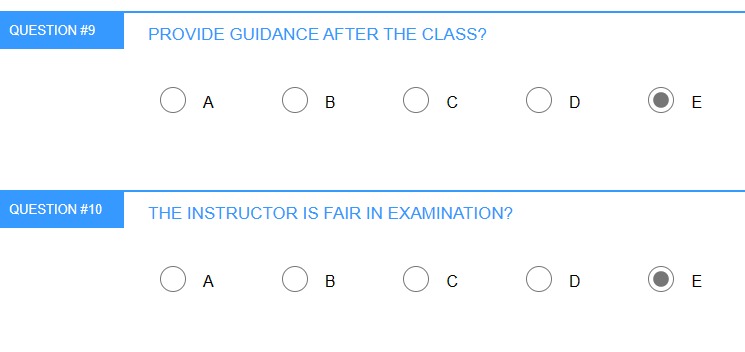 QUESTION #9
PROVIDE GUIDANCE AFTER THE CLASS?
A B C D E
QUESTION #10
THE INSTRUCTOR IS FAIR IN EXAMINATION?
A B C D E